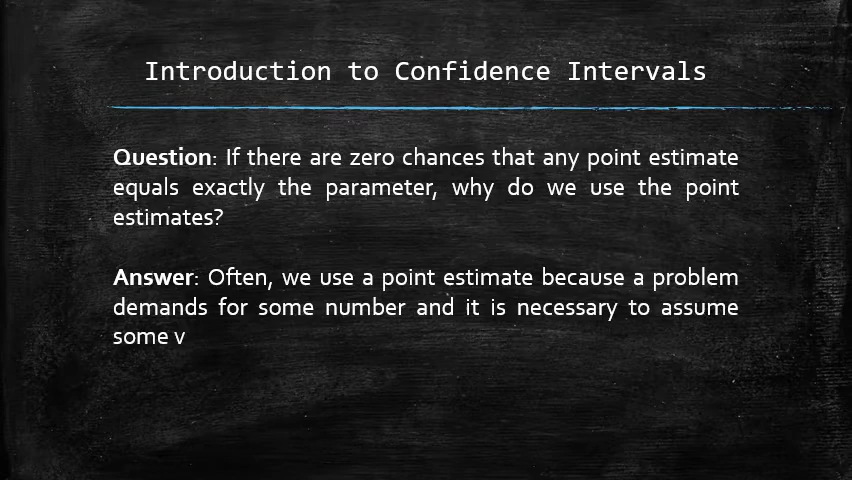 Introduction to Confidence Intervals
Question: If there are zero chances that any point estimate
equals exactly the parameter, why do we use the point
estimates?
Answer: Often, we use a point estimate because a problem
demands for some number and it is necessary to assume
some v